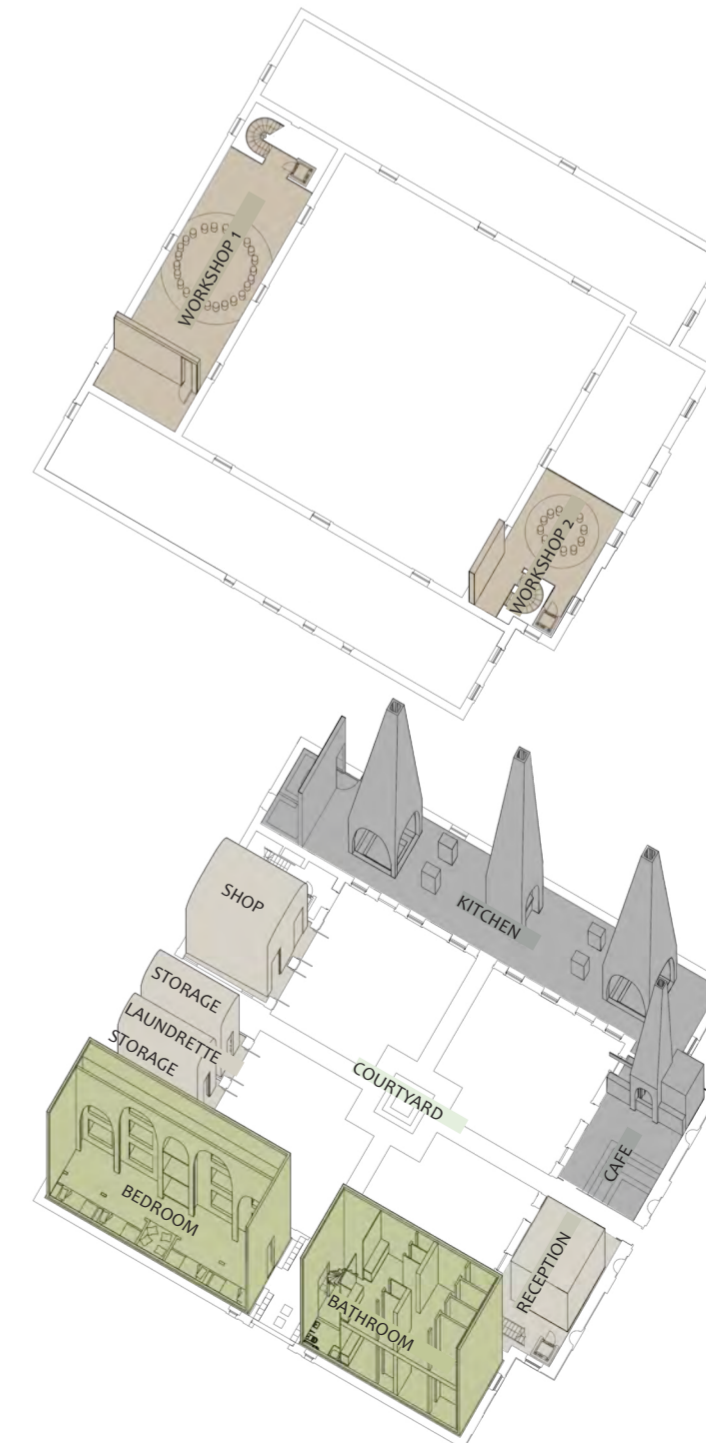 WORKSHOP 1
WORKSHOP 2
SHOP
KITCHEN
STORAGE
LAUNDRETTE
STORAGE
COURTYARD
CAFE
BEDROOM
RECEPTION
BATHROOM